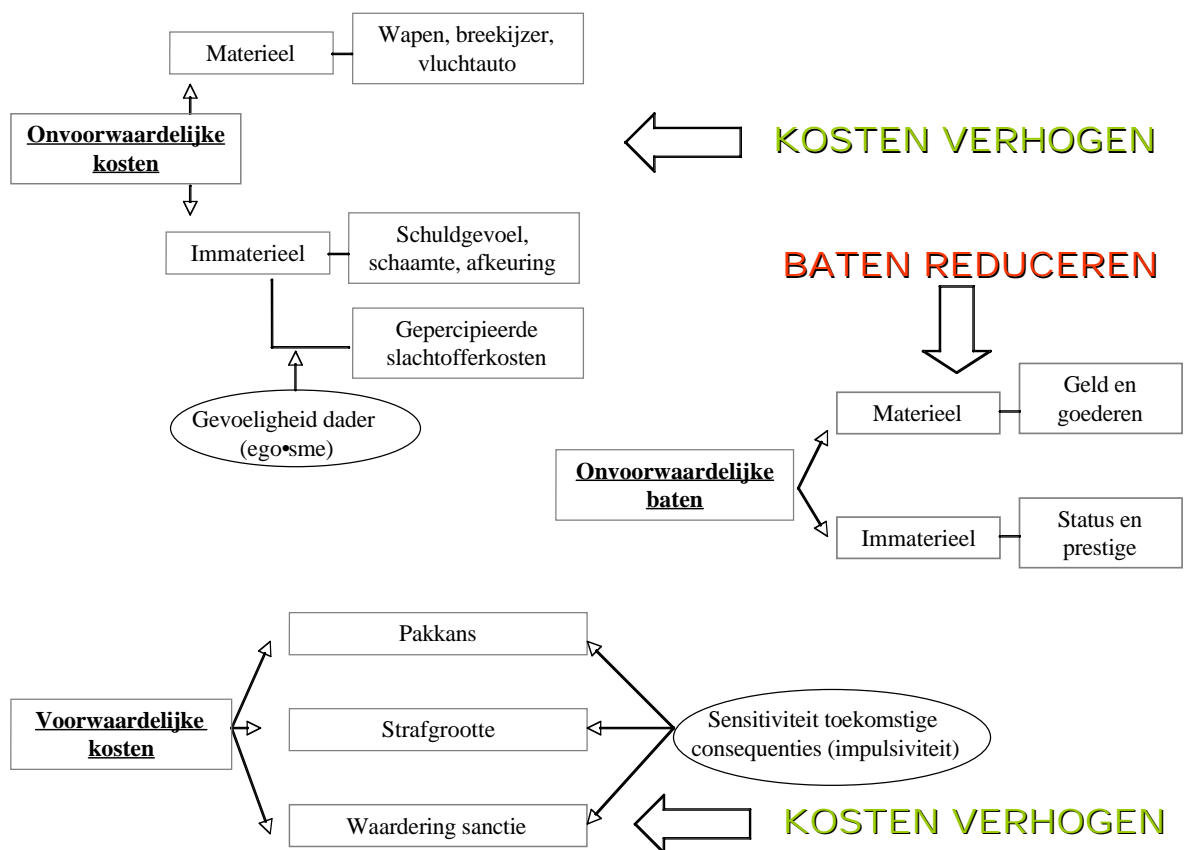 Materieel
Wapen, breekijzer,
vluchtauto
Onvoorwaardelijke
kosten
KOSTEN VERHOGEN
Immaterieel
Schuldgevoel,
schaamte, afkeuring
BATEN REDUCEREN
Gepercipieerde
slachtofferkosten
Gevoeligheid dader
(ego•sme)
Materieel
Geld en
goederen
Onvoorwaardelijke
baten
Immaterieel
Status en
prestige
Pakkans
Voorwaardelijke
kosten
Strafgrootte
Sensitiviteit toekomstige
consequenties (impulsiviteit)
Waardering sanctie
KOSTEN VERHOGEN